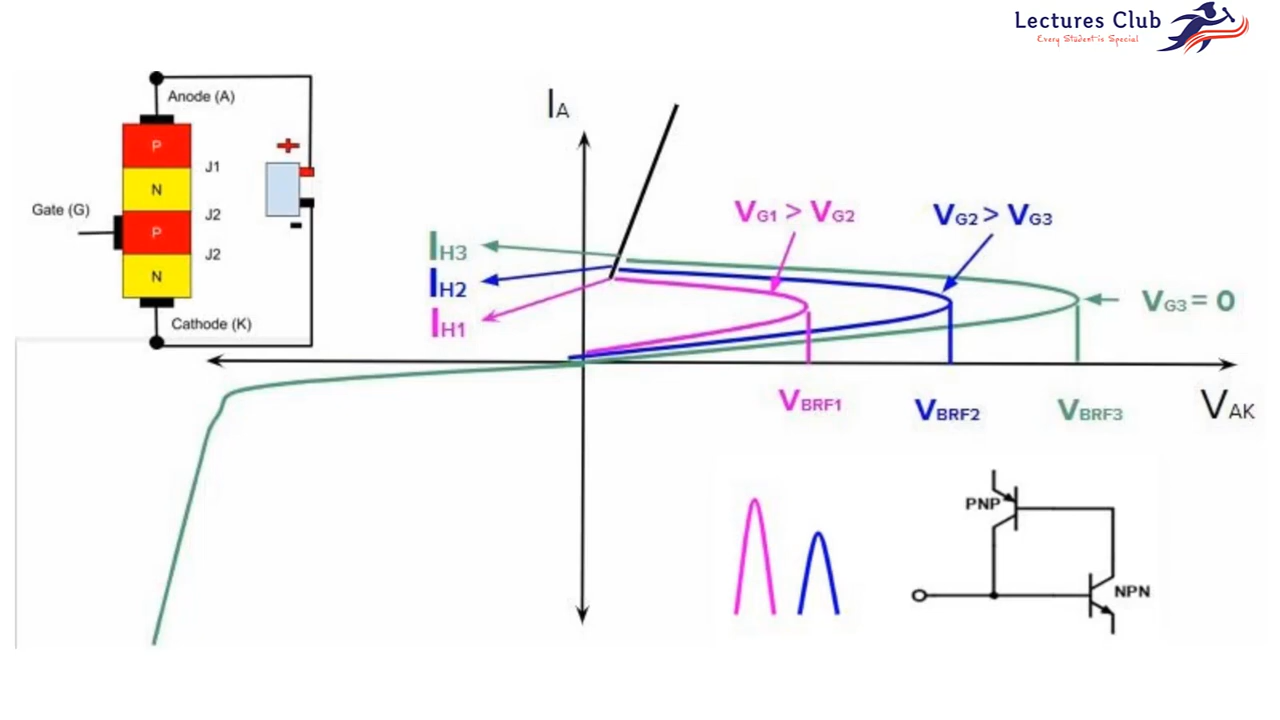 Lectures Club
Every Student is Special
Anode (A)
P
J1
N
J2
Gate (G)
P
J2
N
Cathode (K)
IA
VG1 > VG2
VG2 > VG3
IH3
IH2
IH1
VG3 = 0
VBRF1
VBRF2
VBRF3
VAK
PNP
NPN